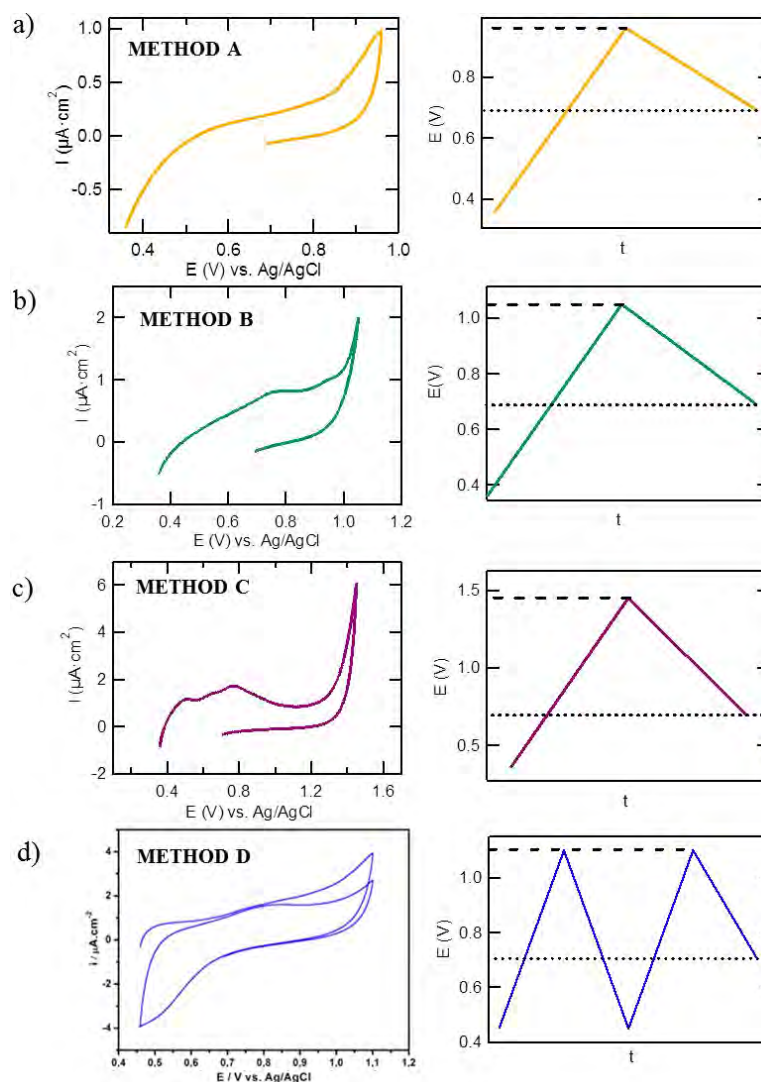 a)
METHOD A
1.0
0.5
0.0
-0.5
I (µA·cm²)
0.4 0.6 0.8 1.0
E (V) vs. Ag/AgCl
0.8
0.6
0.4
E (V)
t
b)
METHOD B
2
1
0
-1
I (µA·cm²)
0.2 0.4 0.6 0.8 1.0 1.2
E (V) vs. Ag/AgCl
1.0
0.8
0.6
0.4
E(V)
t
c)
METHOD C
6
4
2
0
-2
I (µA·cm²)
0.4 0.8 1.2 1.6
E (V) vs. Ag/AgCl
1.5
1.0
0.5
E (V)
t
d)
METHOD D
4
2
0
-2
-4
i / µA.cm⁻²
0,4 0,5 0,6 0,7 0,8 0,9 1,0 1,1 1,2
E / V vs. Ag/AgCl
1.0
0.8
0.6
0.4
E (V)
t